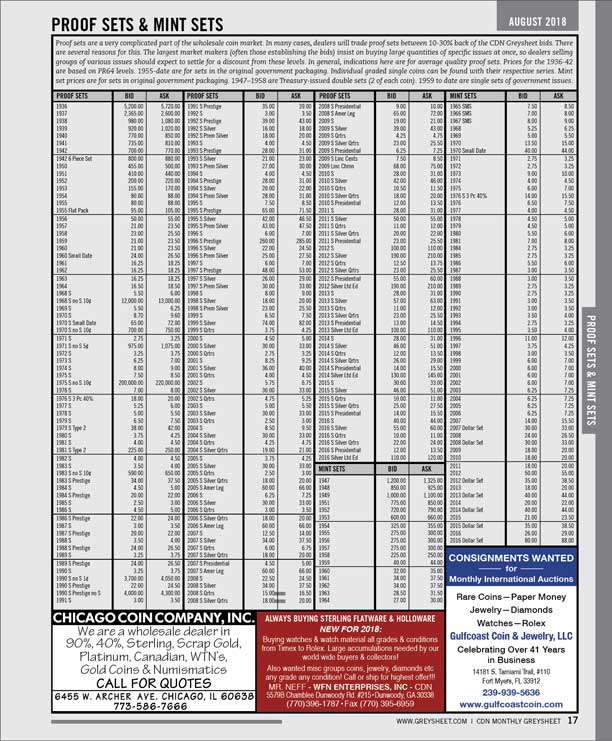 PROOF SETS & MINT SETS
AUGUST 2018
Proof sets are a very complicated part of the wholesale coin market. In many cases, dealers will trade proof sets between 10-30% back of the CDN Greysheet bids. There
are several reasons for this. The largest market makers (often those establishing the bids) insist on buying large quantities of specific issues at once, so dealers selling
groups of various issues should expect to settle for a discount from these levels. In general, indications here are for average quality proof sets. Prices for the 1936-42
are based on PR64 levels. 1955-date are for sets in the original government packaging. Individual graded single coins can be found with their respective series. Mint
set prices are for sets in original government packaging. 1947-1958 are Treasury-issued double sets (2 of each coin). 1959 to date are single sets of government issues.
PROOF SETS BID ASK
1936 5,200.00 5,720.00
1937 2,365.00 2,600.00
1938 980.00 1,080.00
1939 920.00 1,020.00
1940 770.00 850.00
1941 735.00 810.00
1942 700.00 770.00
1942 6 Piece Set 800.00 880.00
1950 455.00 500.00
1951 410.00 440.00
1952 200.00 220.00
1953 155.00 170.00
1954 80.00 88.00
1955 80.00 88.00
1955 Flat Pack 95.00 105.00
1956 50.00 55.00
1957 21.00 23.50
1958 23.00 25.50
1959 21.00 23.50
1960 21.00 23.50
1960 Small Date 24.00 26.50
1961 16.25 18.25
1962 16.25 18.25
1963 16.25 18.25
1964 16.50 18.50
1968 S 5.50 6.00
1968 S no S 10¢ 12,000.00 13,000.00
1969 S 5.50 6.25
1970 S 8.70 9.60
1970 S Small Date 65.00 72.00
1970 S no S 10¢ 700.00 750.00
1971 S 2.75 3.25
1971 S no S 5¢ 975.00 1,075.00
1972 S 3.25 3.75
1973 S 6.25 7.00
1974 S 8.00 9.00
1975 S 7.50 8.50
1975 S no S 10¢ 200,000.00 220,000.00
1976 S 7.00 8.00
1976 S 3 Pc 40% 18.00 20.00
1977 S 5.25 6.00
1978 S 5.00 5.50
1979 S 6.50 7.50
1979 S Type 2 38.00 42.00
1980 S 3.75 4.25
1981 S 4.00 4.50
1981 S Type 2 225.00 250.00
1982 S 4.00 4.50
1983 S 3.50 4.00
1983 S no S 10¢ 590.00 650.00
1983 S Prestige 34.00 37.50
1984 S 4.50 5.00
1984 S Prestige 20.00 22.00
1985 S 2.50 3.00
1986 S 4.50 5.00
1986 S Prestige 22.00 24.00
1987 S 3.00 3.50
1987 S Prestige 20.00 22.00
1988 S 3.50 4.00
1988 S Prestige 24.00 26.50
1989 S 3.25 3.75
1989 S Prestige 24.00 26.50
1990 S 3.25 3.75
1990 S no S 1¢ 3,700.00 4,050.00
1990 S Prestige 22.00 24.50
1990 S Prestige no S 4,000.00 4,300.00
1991 S 3.00 3.50
PROOF SETS BID ASK
1991 S Prestige 35.00 39.00
1992 S 3.00 3.50
1992 S Prestige 39.00 43.00
1992 S Silver 16.00 18.00
1992 S Prem Silver 18.00 20.00
1993 S 4.00 4.50
1993 S Prestige 28.00 31.00
1993 S Silver 21.00 23.00
1993 S Prem Silver 27.00 30.00
1994 S 4.00 4.50
1994 S Prestige 28.00 31.00
1994 S Silver 20.00 22.00
1994 S Prem Silver 28.00 31.00
1995 S 7.50 8.50
1995 S Prestige 65.00 71.50
1995 S Silver 42.00 46.50
1995 S Prem Silver 43.00 47.50
1996 S 6.00 7.00
1996 S Prestige 260.00 285.00
1996 S Silver 22.00 24.50
1996 S Prem Silver 25.00 27.50
1997 S 6.00 7.00
1997 S Prestige 48.00 53.00
1997 S Silver 26.00 29.00
1997 S Prem Silver 30.00 33.00
1998 S 8.00 9.00
1998 S Silver 18.00 20.00
1998 S Prem Silver 23.00 25.50
1999 S 6.50 7.50
1999 S Silver 74.00 82.00
1999 S Qrtrs 3.75 4.25
2000 S 4.50 5.00
2000 S Silver 30.00 33.00
2000 S Qrtrs 2.75 3.25
2001 S 8.25 9.25
2001 S Silver 36.00 40.00
2001 S Qrtrs 4.00 4.50
2002 S 5.75 6.75
2002 S Silver 30.00 33.00
2002 S Qrtrs 4.75 5.25
2003 S 5.00 5.50
2003 S Silver 30.00 33.00
2003 S Qrtrs 2.50 3.00
2004 S 8.50 9.50
2004 S Silver 30.00 33.00
2004 S Qrtrs 4.25 4.75
2004 S Silver Qrtrs 19.00 21.00
2005 S 3.75 4.25
2005 S Silver 30.00 33.00
2005 S Qrtrs 2.50 3.00
2005 S Silver Qrtrs 18.00 20.00
2005 S Amer Leg 60.00 66.00
2006 S 6.25 7.25
2006 S Silver 30.00 33.00
2006 S Qrtrs 3.00 3.50
2006 S Silver Qrtrs 18.00 20.00
2006 S Amer Leg 60.00 66.00
2007 S 12.50 14.00
2007 S Silver 34.00 37.50
2007 S Qrtrs 6.00 6.75
2007 S Silver Qrtrs 18.00 20.00
2007 S Presidential 4.50 5.00
2007 S Amer Leg 60.00 66.00
2008 S 22.50 24.50
2008 S Silver 34.00 37.50
2008 S Qrtrs 15.00 16.50
2008 S Silver Qrtrs 18.00 20.00
PROOF SETS BID ASK
2008 S Presidential 9.00 10.00
2008 S Amer Leg 65.00 72.00
2009 S 19.00 21.00
2009 S Silver 39.00 43.00
2009 S Qrtrs 4.25 4.75
2009 S Silver Qrtrs 23.00 25.50
2009 S Presidential 6.25 7.25
2009 Linc Cents 7.50 8.50
2009 Linc Chron 68.00 75.00
2010 S 28.00 31.00
2010 S Silver 42.00 46.00
2010 S Qrtrs 10.50 11.50
2010 S Silver Qrtrs 18.00 20.00
2010 S Presidential 12.00 13.50
2011 S 28.00 31.00
2011 S Silver 50.00 55.00
2011 S Qrtrs 11.00 12.00
2011 S Silver Qrtrs 20.00 22.00
2011 S Presidential 23.00 25.50
2012 S 100.00 110.00
2012 S Silver 190.00 210.00
2012 S Qrtrs 12.50 13.75
2012 S Silver Qrtrs 23.00 25.50
2012 S Presidential 55.00 60.00
2012 Silver Ltd Ed 190.00 210.00
2013 S 28.00 31.00
2013 S Silver 57.00 63.00
2013 S Qrtrs 12.00 13.50
2013 S Silver Qrtrs 23.00 25.50
2013 S Presidential 13.00 14.50
2013 Silver Ltd Ed 100.00 110.00
2014 S 28.00 31.00
2014 S Silver 46.00 51.00
2014 S Qrtrs 12.00 13.50
2014 S Silver Qrtrs 26.00 29.00
2014 S Presidential 14.00 15.50
2014 Silver Ltd Ed 130.00 145.00
2015 S 30.00 33.00
2015 S Silver 46.00 51.00
2015 S Qrtrs 10.00 11.00
2015 S Silver Qrtrs 25.00 27.50
2015 S Presidential 14.00 15.50
2016 S 40.00 44.00
2016 S Silver 55.00 60.00
2016 S Qrtrs 10.00 11.00
2016 S Silver Qrtrs 22.00 24.00
2016 S Presidential 12.00 13.50
2016 Silver Ltd Ed 110.00 120.00
MINT SETS BID ASK
1947 1,200.00 1,325.00
1948 850.00 925.00
1949 1,000.00 1,100.00
1951 775.00 850.00
1952 720.00 790.00
1953 600.00 660.00
1954 325.00 355.00
1956 275.00 300.00
1956 275.00 300.00
1957 275.00 300.00
1958 225.00 250.00
1959 40.00 44.00
1960 32.00 35.00
1961 34.00 37.50
1962 34.00 37.50
1963 28.50 31.50
1964 27.00 30.00
MINT SETS BID ASK
1965 SMS 7.50 8.50
1966 SMS 7.00 8.00
1967 SMS 8.00 9.00
1968 5.25 6.25
1969 5.00 5.50
1970 13.50 15.00
1970 Small Date 40.00 44.00
1971 2.75 3.25
1972 2.75 3.25
1973 9.00 10.00
1974 4.00 4.50
1975 6.00 7.00
1976 S 3 Pc 40% 14.00 15.50
1976 6.50 7.50
1977 4.00 4.50
1978 4.50 5.00
1979 4.50 5.00
1980 5.50 6.00
1981 7.00 8.00
1984 2.75 3.25
1985 2.75 3.25
1986 5.50 6.00
1987 3.00 3.50
1988 3.00 3.50
1989 2.75 3.25
1990 2.75 3.25
1991 3.00 3.50
1992 3.00 3.50
1993 3.50 4.00
1994 2.75 3.25
1995 3.50 4.00
1996 11.00 12.00
1997 3.75 4.25
1998 3.00 3.50
1999 6.00 7.00
2000 6.00 7.00
2001 6.00 7.00
2002 6.00 7.00
2003 6.25 7.25
2004 6.25 7.25
2005 6.25 7.25
2006 6.25 7.25
2007 14.00 15.50
2007 Dollar Set 30.00 33.00
2008 24.00 26.50
2008 Dollar Set 30.00 33.00
2009 18.00 20.00
2010 18.00 20.00
2011 18.00 20.00
2012 50.00 55.00
2012 Dollar Set 35.00 38.50
2013 18.00 20.00
2013 Dollar Set 40.00 44.00
2014 20.00 22.00
2014 Dollar Set 40.00 44.00
2015 21.00 23.50
2015 Dollar Set 35.00 38.50
2016 26.00 29.00
2016 Dollar Set 80.00 88.00
PROOF SETS & MINT SETS
CHICAGO COIN COMPANY, INC.
We are a wholesale dealer in
90%, 40%, Sterling, Scrap Gold,
Platinum, Canadian, WTN's,
Gold Coins & Numismatics
CALL FOR QUOTES
6455 W. ARCHER AVE. CHICAGO, IL 60638
773-586-7666
ALWAYS BUYING STERLING FLATWARE & HOLLOWARE
NEW FOR 2018:
Buying watches & watch material all grades & conditions
from Timex to Rolex. Large accumulations needed by our
world wide buyers & collectors!
Also wanted misc groups coins, jewelry, diamonds etc
any grade any condition! Call or ship for highest offer!!!
MR. NEFF - WFN ENTERPRISES, INC - CDN
5579B Chamblee Dunwoody Rd. #215 • Dunwoody, GA 30338
(770)396-1787 • Fax (770) 395-6959
CONSIGNMENTS WANTED
for
Monthly International Auctions
Rare Coins—Paper Money
Jewelry—Diamonds
Watches—Rolex
Gulfcoast Coin & Jewelry, LLC
Celebrating Over 41 Years
in Business
14181 S. Tamiami Trail, #110
Fort Myers, FL 33912
239-939-5636
www.gulfcoastcoin.com
WWW.GREYSHEET.COM | CDN MONTHLY GREYSHEET 17